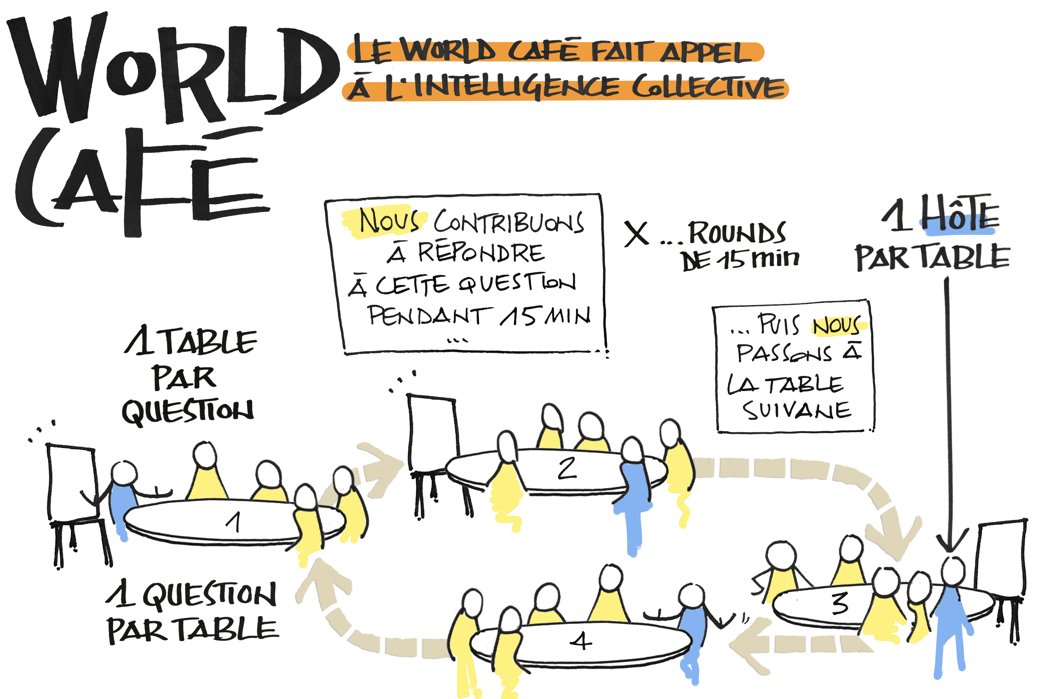 WORLD
CAFÉ
LE WORLD CAFÉ FAIT APPEL
À L'INTELLIGENCE COLLECTIVE
NOUS CONTRIBUONS
À RÉPONDRE
À CETTE QUESTION
PENDANT 15 MIN
...
X ... ROUNDS
DE 15 min
1 HÔTE
PAR TABLE
... PUIS NOUS
PASSONS À
LA TABLE
SUIVANE
1 TABLE
PAR
QUESTION
1
2
3
4
1 QUESTION
PAR TABLE